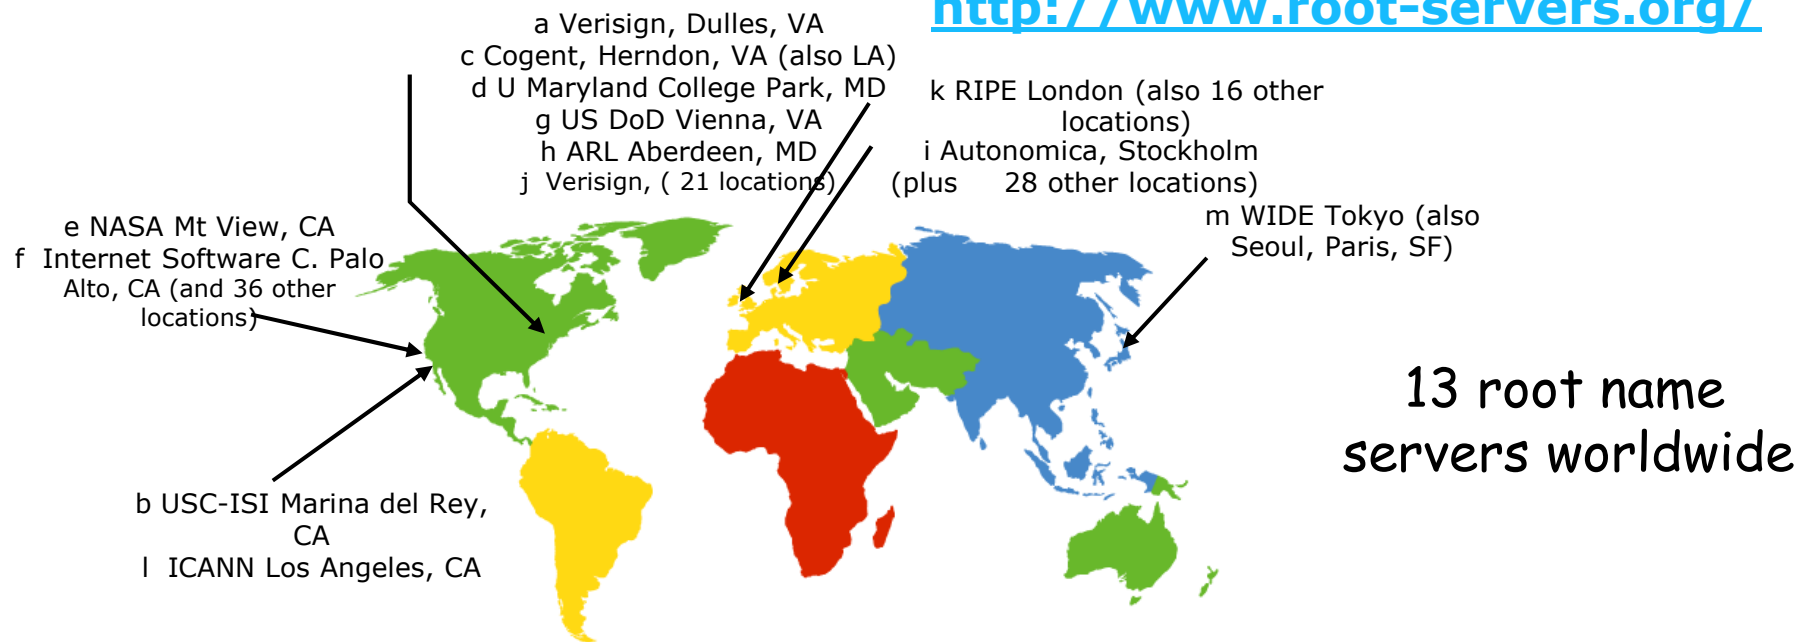 http://www.root-servers.org/
a Verisign, Dulles, VA
c Cogent, Herndon, VA (also LA)
d U Maryland College Park, MD
g US DoD Vienna, VA
h ARL Aberdeen, MD
j Verisign, ( 21 locations)
k RIPE London (also 16 other
locations)
i Autonomica, Stockholm
(plus 28 other locations)
m WIDE Tokyo (also
Seoul, Paris, SF)
e NASA Mt View, CA
f Internet Software C. Palo
Alto, CA (and 36 other
locations)
13 root name
servers worldwide
b USC-ISI Marina del Rey,
CA
l ICANN Los Angeles, CA